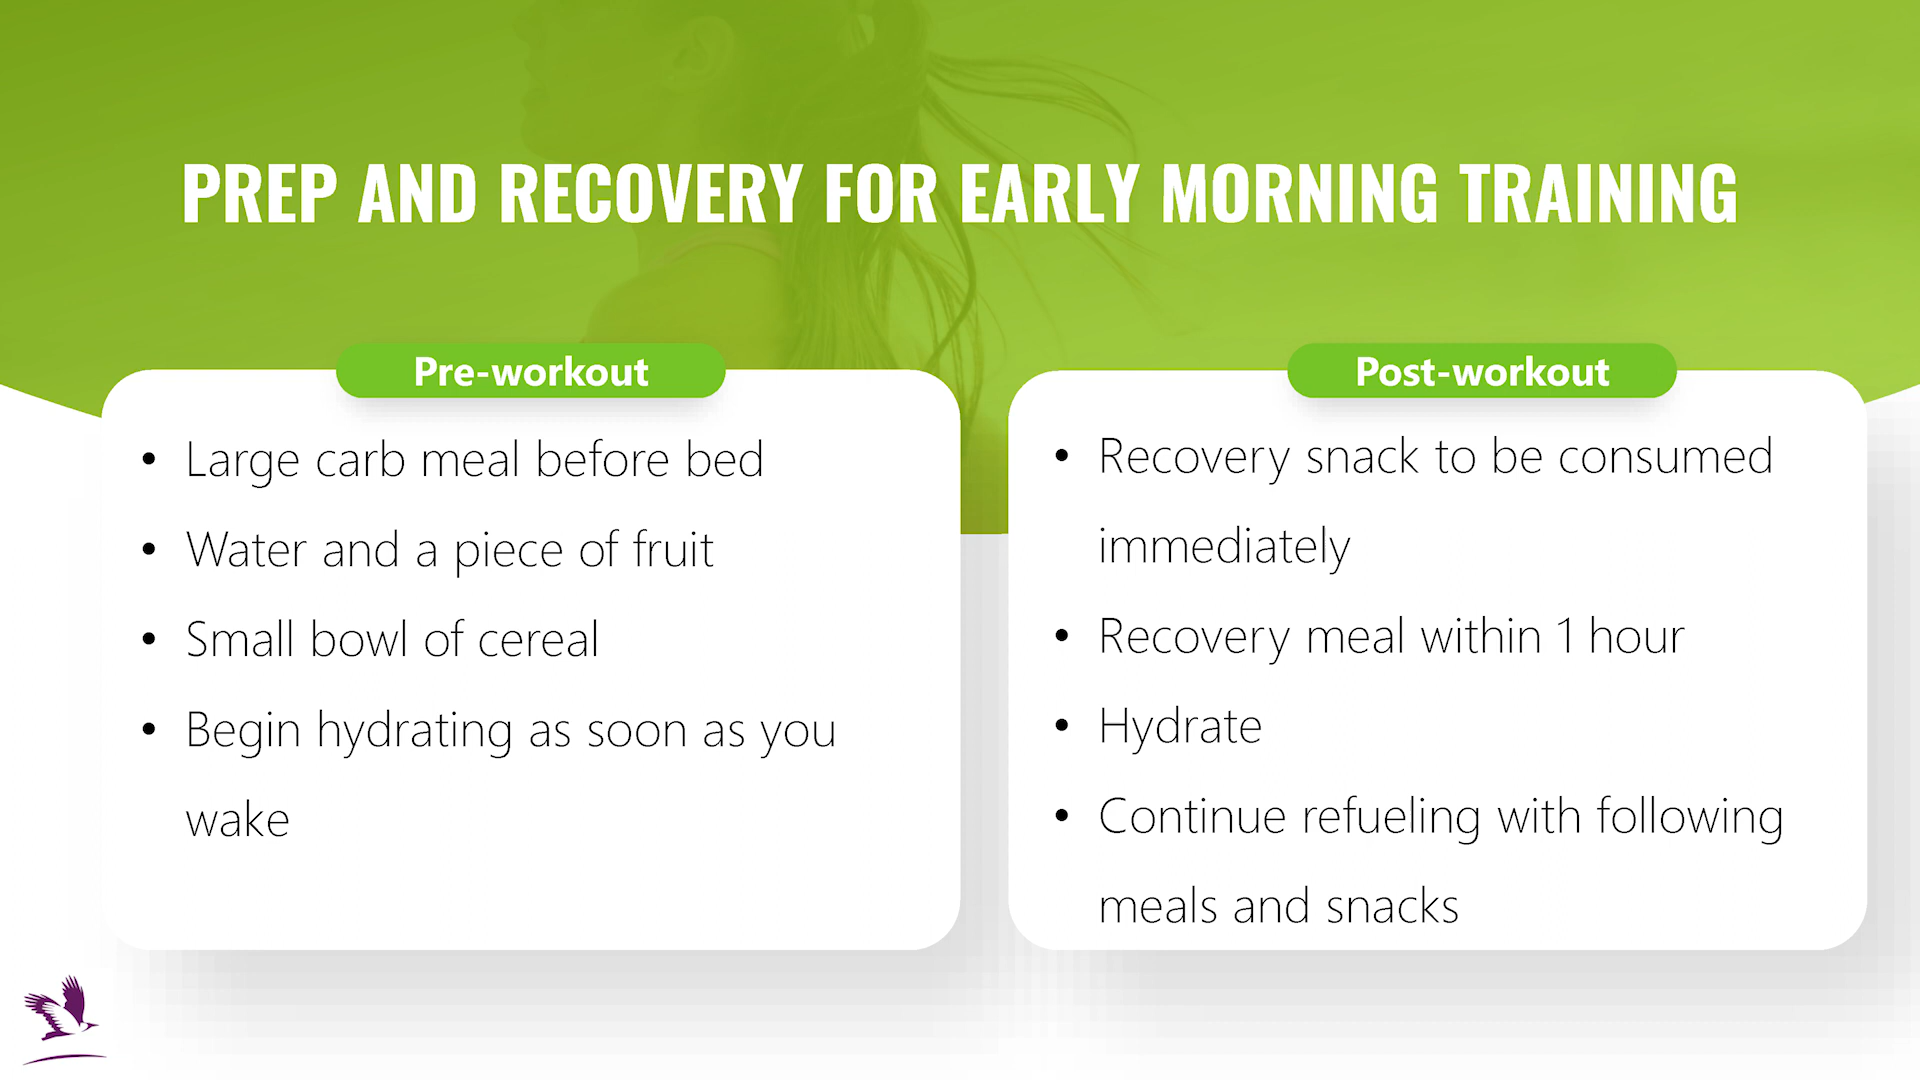 PREP AND RECOVERY FOR EARLY MORNING TRAINING
Pre-workout
• Large carb meal before bed
• Water and a piece of fruit
• Small bowl of cereal
• Begin hydrating as soon as you
wake
Post-workout
• Recovery snack to be consumed
immediately
• Recovery meal within 1 hour
• Hydrate
• Continue refueling with following
meals and snacks